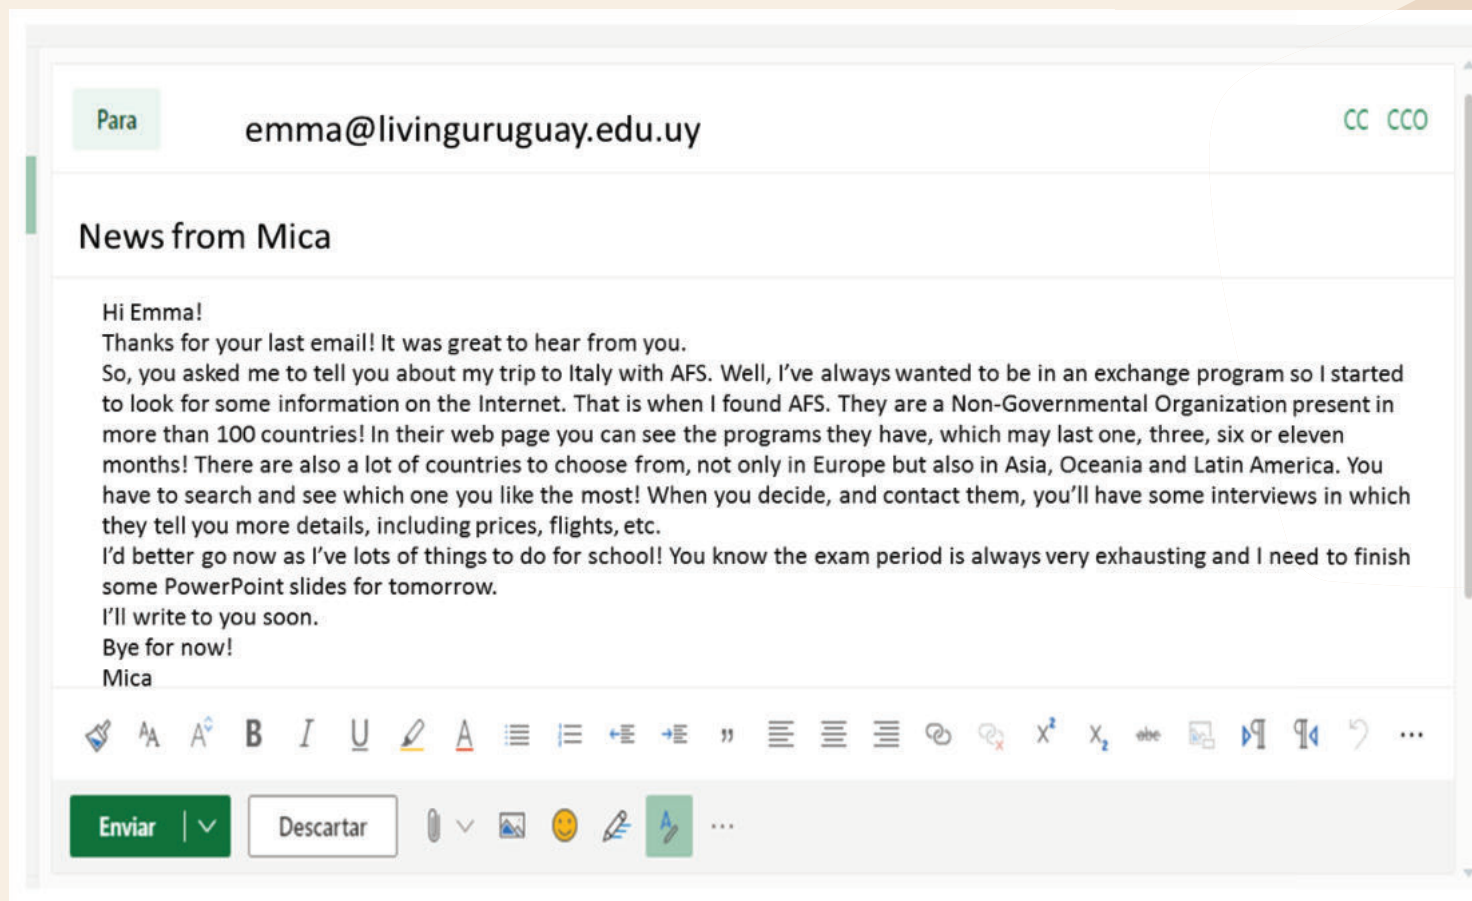 Para
emma@livinguruguay.edu.uy
CC CCO
News from Mica
Hi Emma!
Thanks for your last email! It was great to hear from you.
So, you asked me to tell you about my trip to Italy with AFS. Well, I've always wanted to be in an exchange program so I started
to look for some information on the Internet. That is when I found AFS. They are a Non-Governmental Organization present in
more than 100 countries! In their web page you can see the programs they have, which may last one, three, six or eleven
months! There are also a lot of countries to choose from, not only in Europe but also in Asia, Oceania and Latin America. You
have to search and see which one you like the most! When you decide, and contact them, you'll have some interviews in which
they tell you more details, including prices, flights, etc.
I'd better go now as I've lots of things to do for school! You know the exam period is always very exhausting and I need to finish
some PowerPoint slides for tomorrow.
I'll write to you soon.
Bye for now!
Mica
Enviar
Descartar